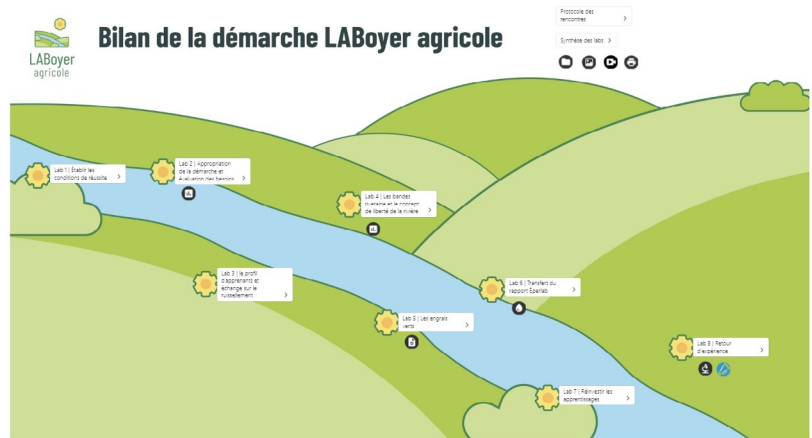 LABoyer
agricole
Bilan de la démarche LABoyer agricole
Protocole des
rencontres
Synthèse des labs
Lab 1 | Établir les
conditions de réussite
Lab 2 | Appropriation
de la démarche et
évaluation des besoins
Lab 4 | Les bandes
riveraine et le concept
de liberté de la rivière
Lab 3 | le profil
d'apprenants et
échange sur le
ruissellement
Lab 6 | Transfert du
rapport Éperlab
Lab 5 | Les engrais
verts
Lab 8 | Retour
d'expérience
Lab 7 | Réinvestir les
apprentissages